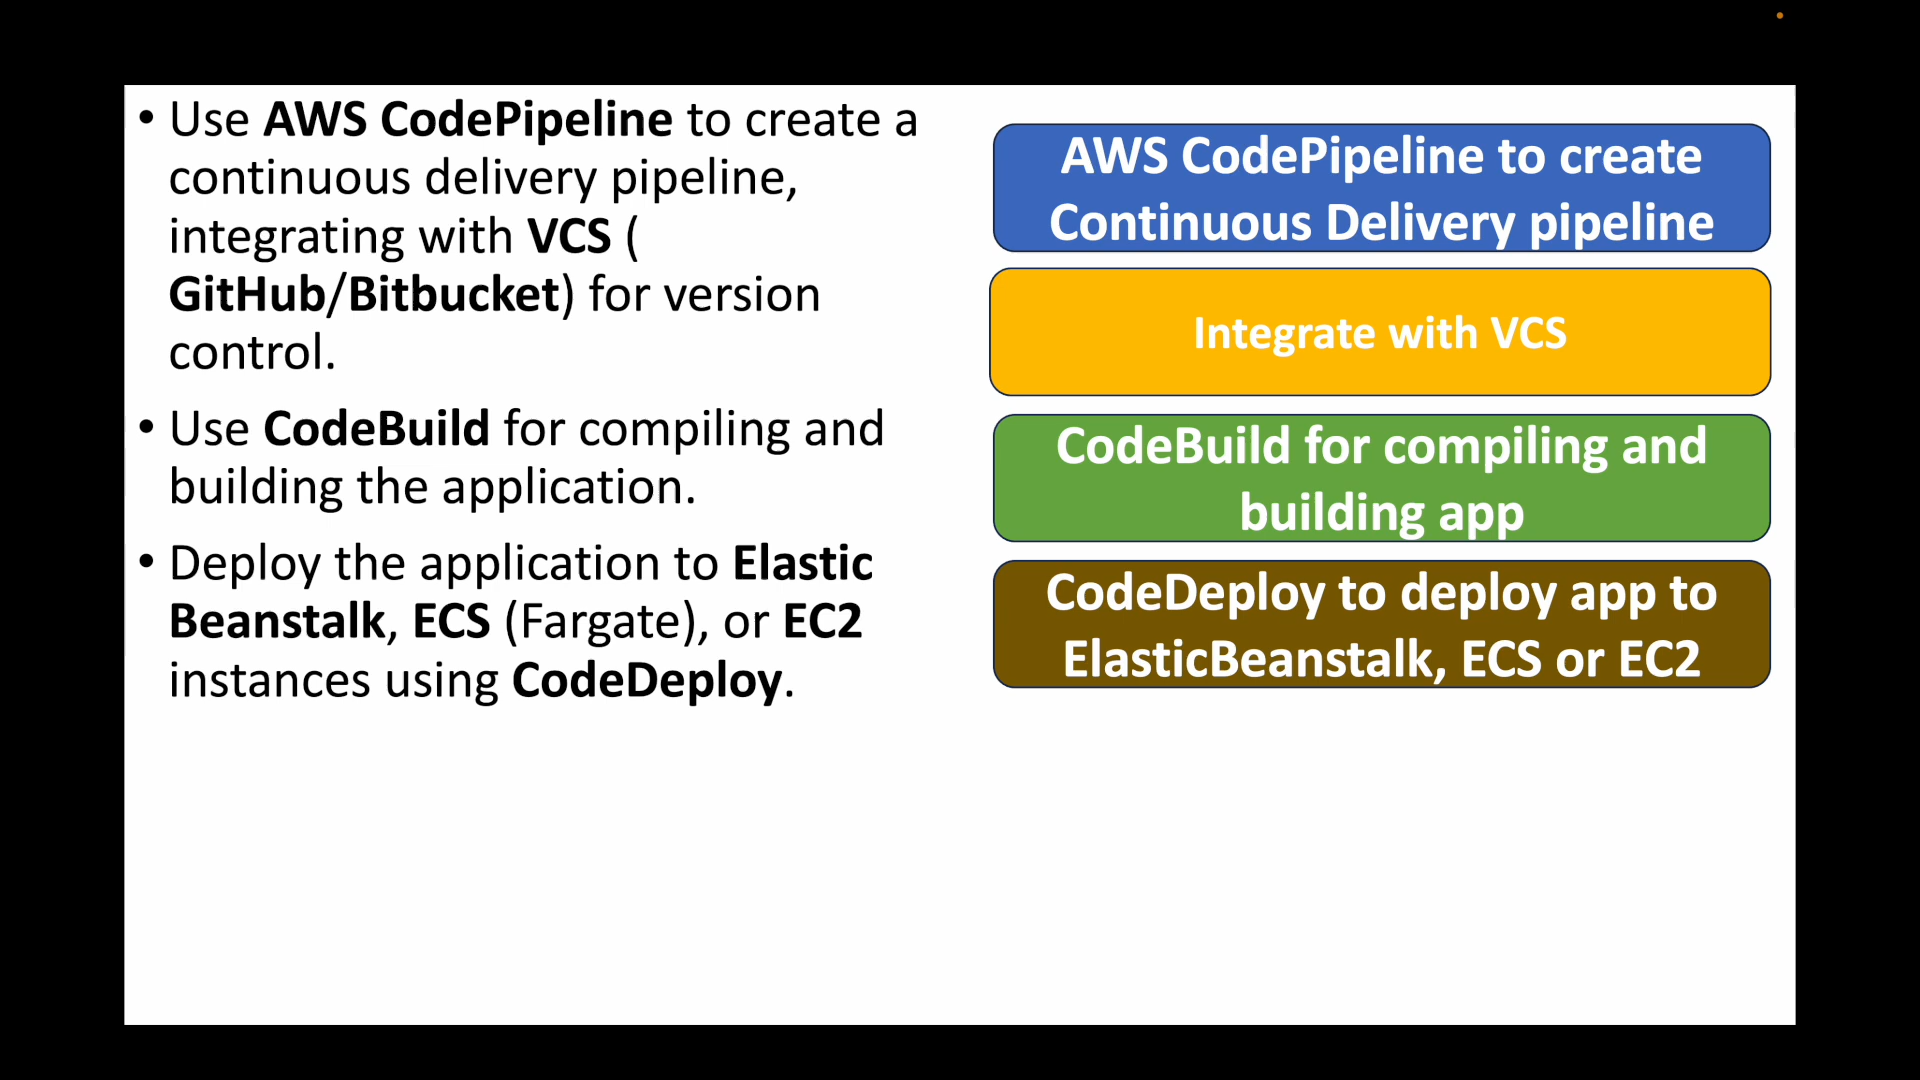 • Use AWS CodePipeline to create a
continuous delivery pipeline,
integrating with VCS (
GitHub/Bitbucket) for version
control.
• Use CodeBuild for compiling and
building the application.
• Deploy the application to Elastic
Beanstalk, ECS (Fargate), or EC2
instances using CodeDeploy.
AWS CodePipeline to create
Continuous Delivery pipeline
Integrate with VCS
CodeBuild for compiling and
building app
CodeDeploy to deploy app to
ElasticBeanstalk, ECS or EC2